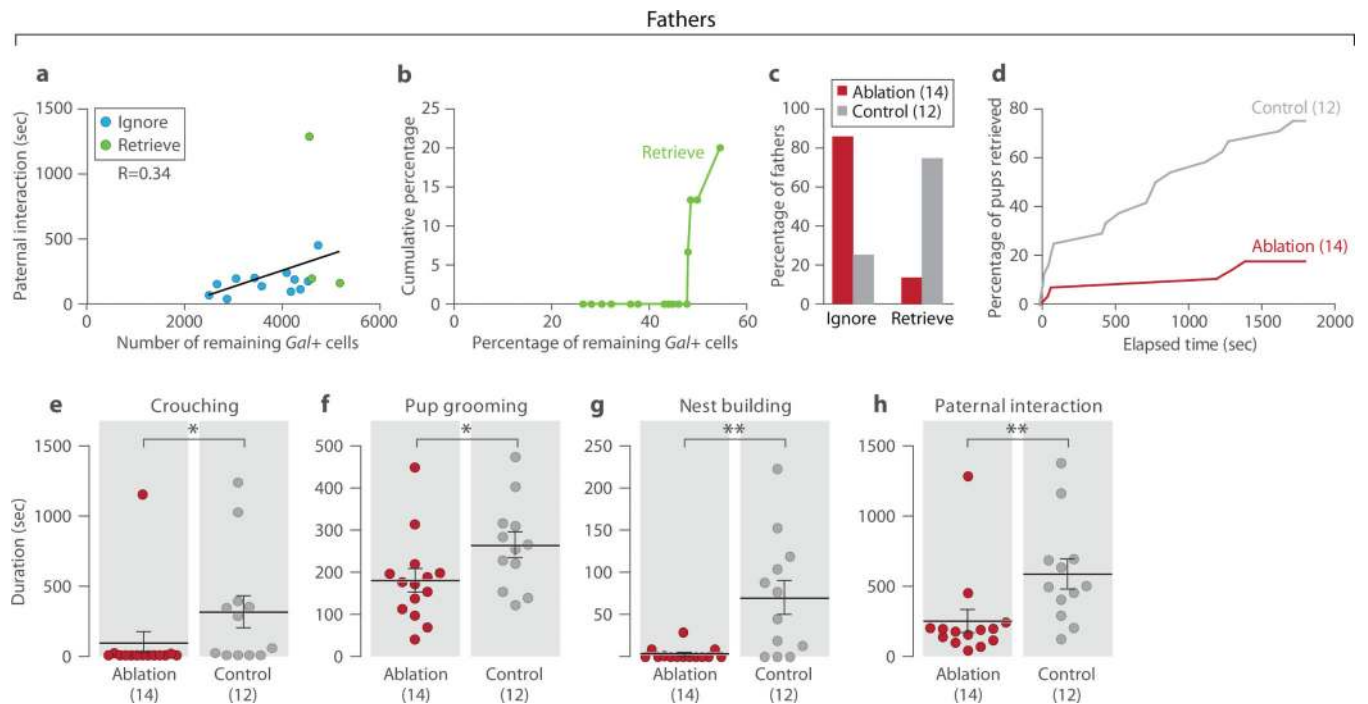 Fathers
a
1500
1000
500
0
0 2000 4000 6000
Paternal interaction (sec)
Number of remaining Gal+ cells
Ignore
Retrieve
R=0.34
b
25
20
15
10
5
0
0 20 40 60
Cumulative percentage
Percentage of remaining Gal+ cells
Retrieve
c
Ablation (14)
Control (12)
100
80
60
40
20
0
Percentage of fathers
Ignore Retrieve
d
80
60
40
20
0
0 500 1000 1500 2000
Percentage of pups retrieved
Elapsed time (sec)
Control (12)
Ablation (14)
e
Crouching
*
1500
1000
500
0
Duration (sec)
Ablation Control
(14) (12)
f
Pup grooming
*
500
400
300
200
100
0
Ablation Control
(14) (12)
g
Nest building
**
250
200
150
100
50
0
Ablation Control
(14) (12)
h
Paternal interaction
**
1500
1000
500
0
Ablation Control
(14) (12)